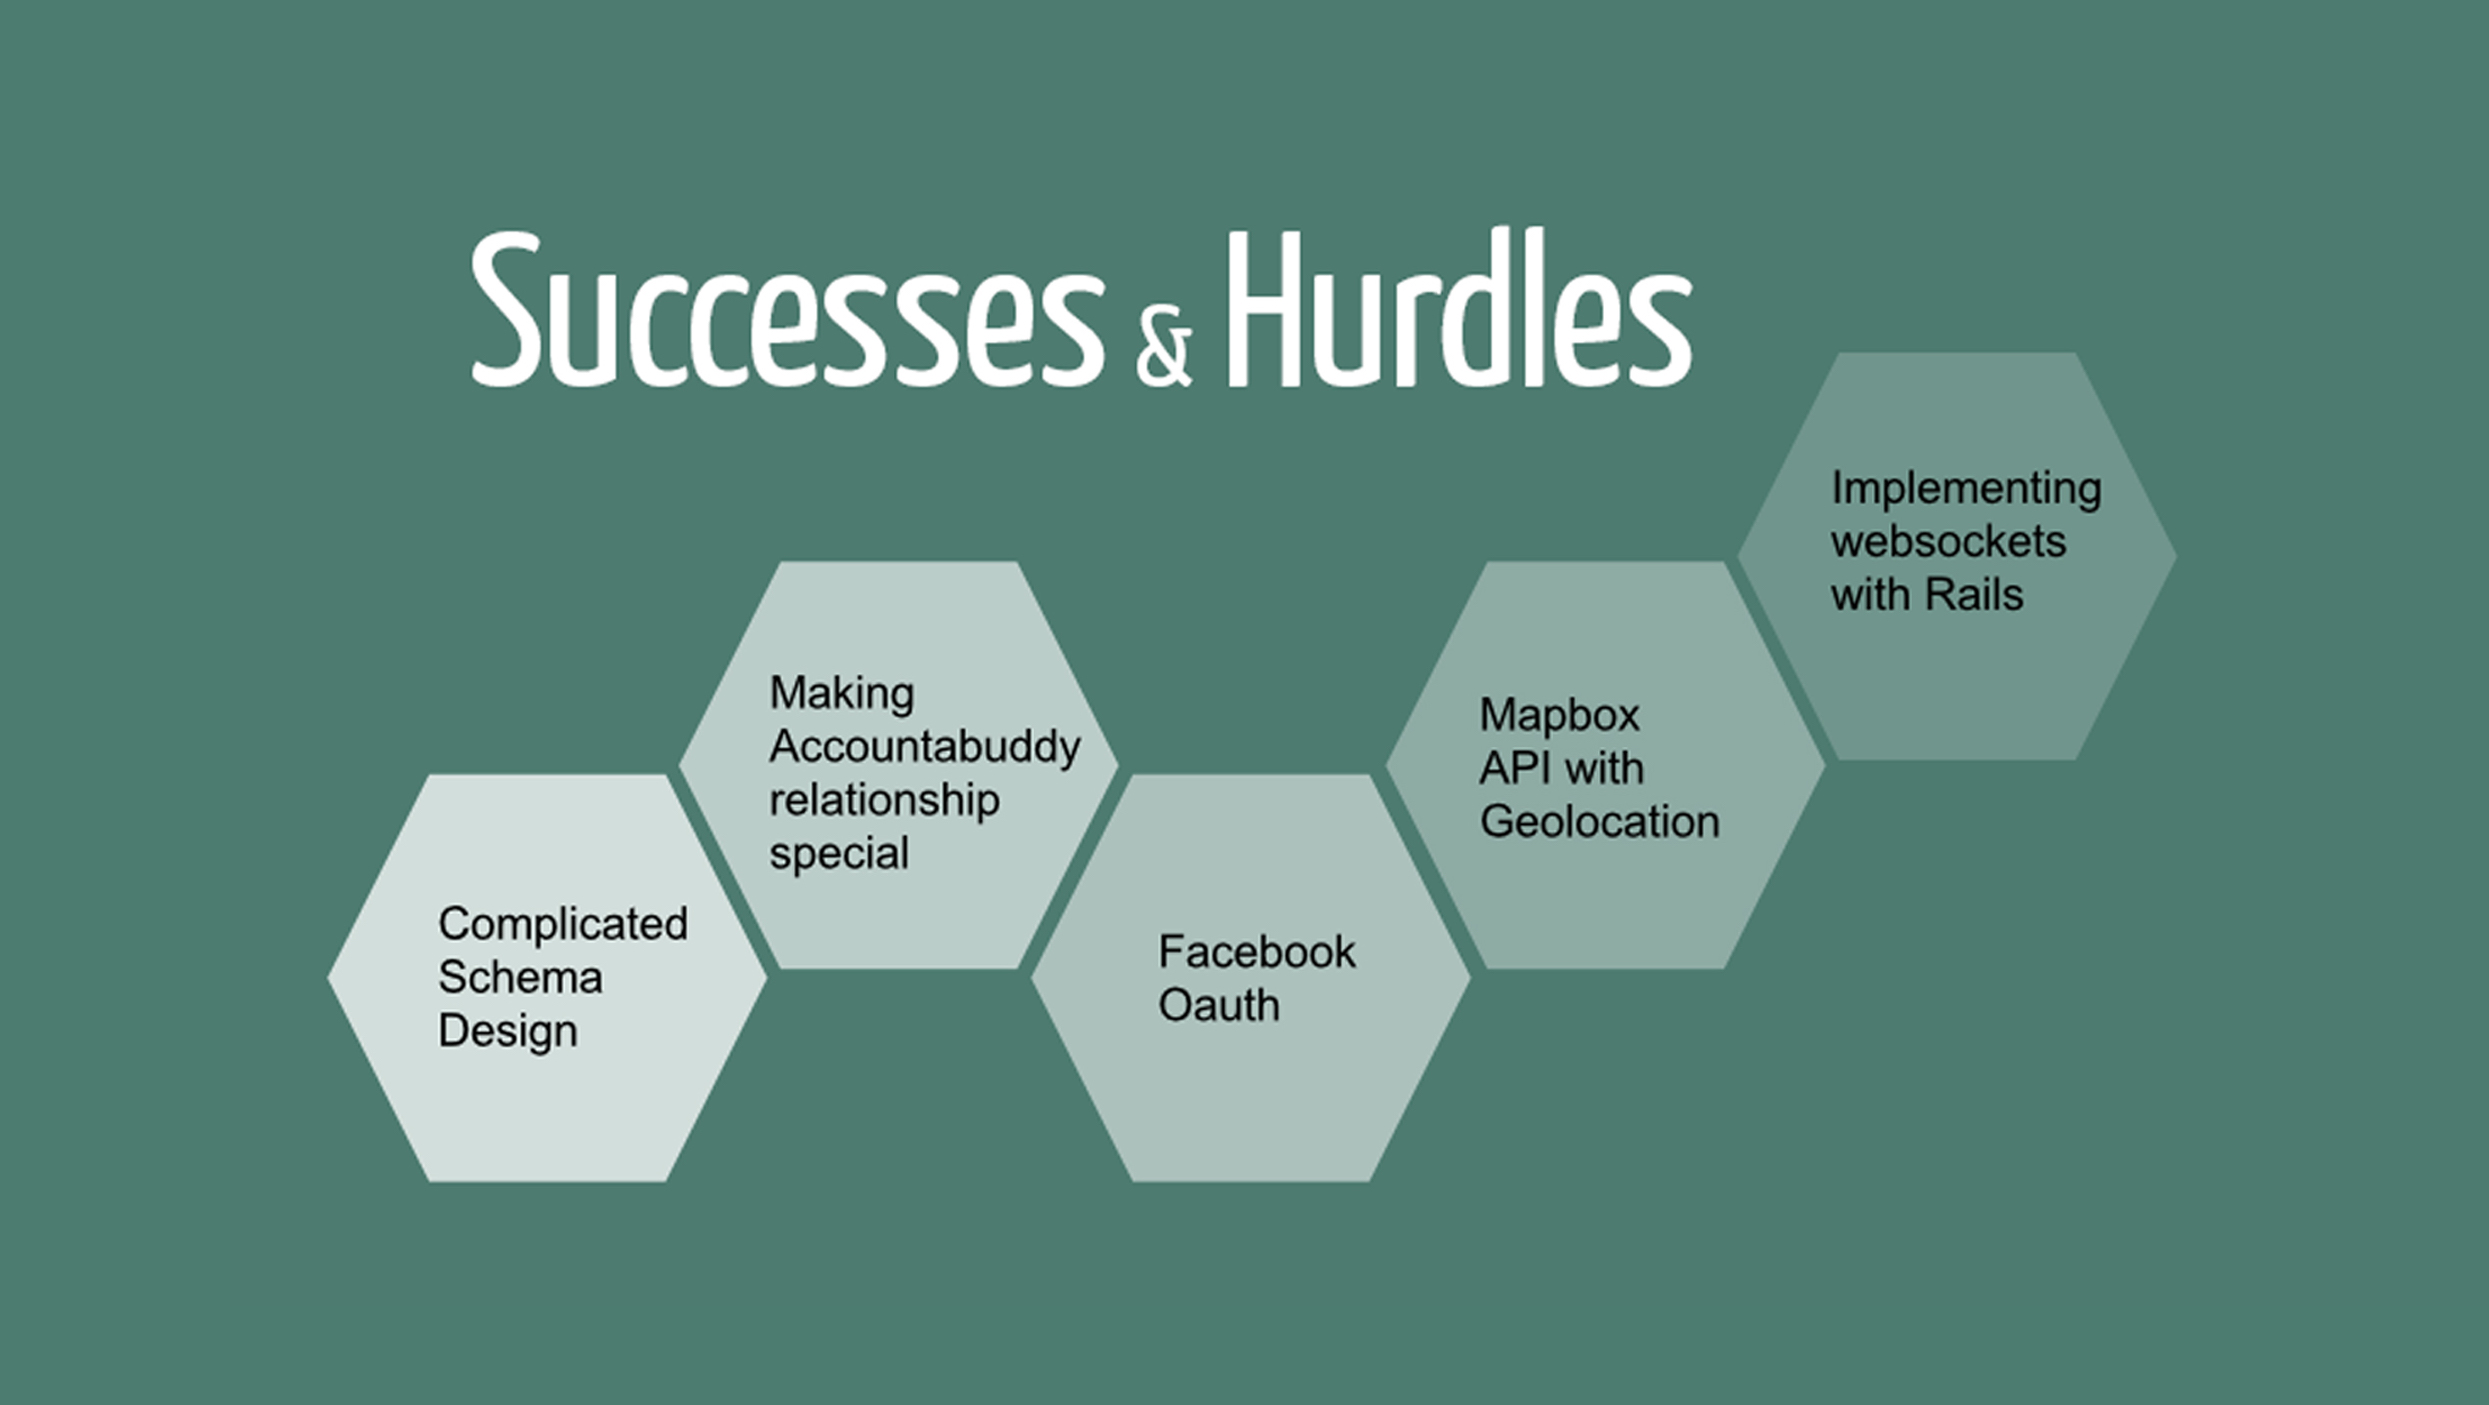 Successes & Hurdles
Complicated
Schema
Design
Making
Accountabuddy
relationship
special
Facebook
Oauth
Mapbox
API with
Geolocation
Implementing
websockets
with Rails